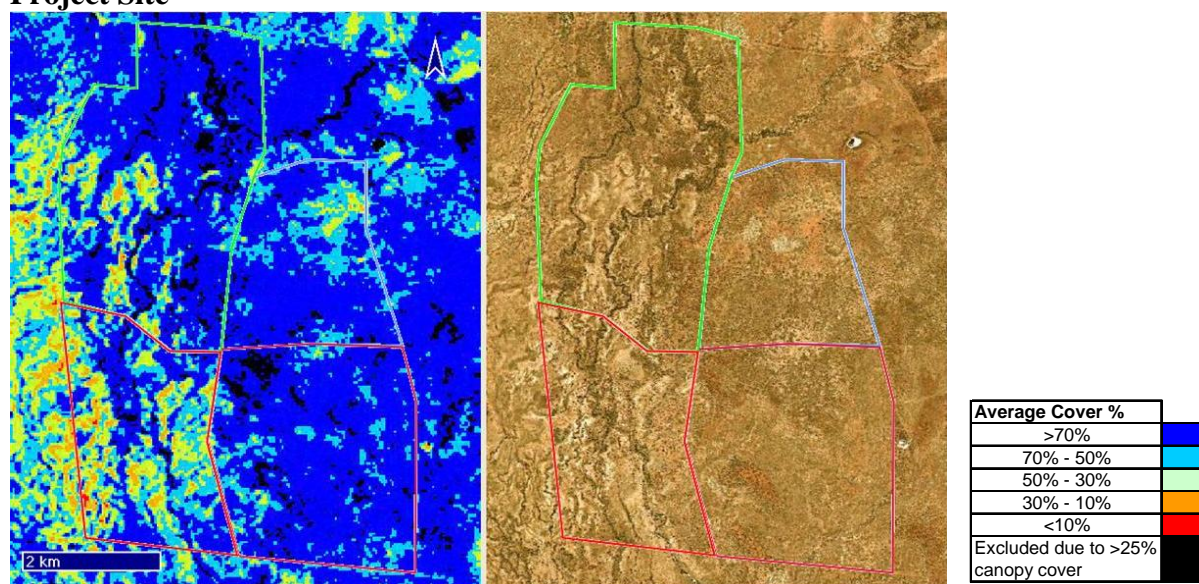 Project Site
2 km
Average Cover %
>70%
70% - 50%
50% - 30%
30% - 10%
<10%
Excluded due to >25%
canopy cover